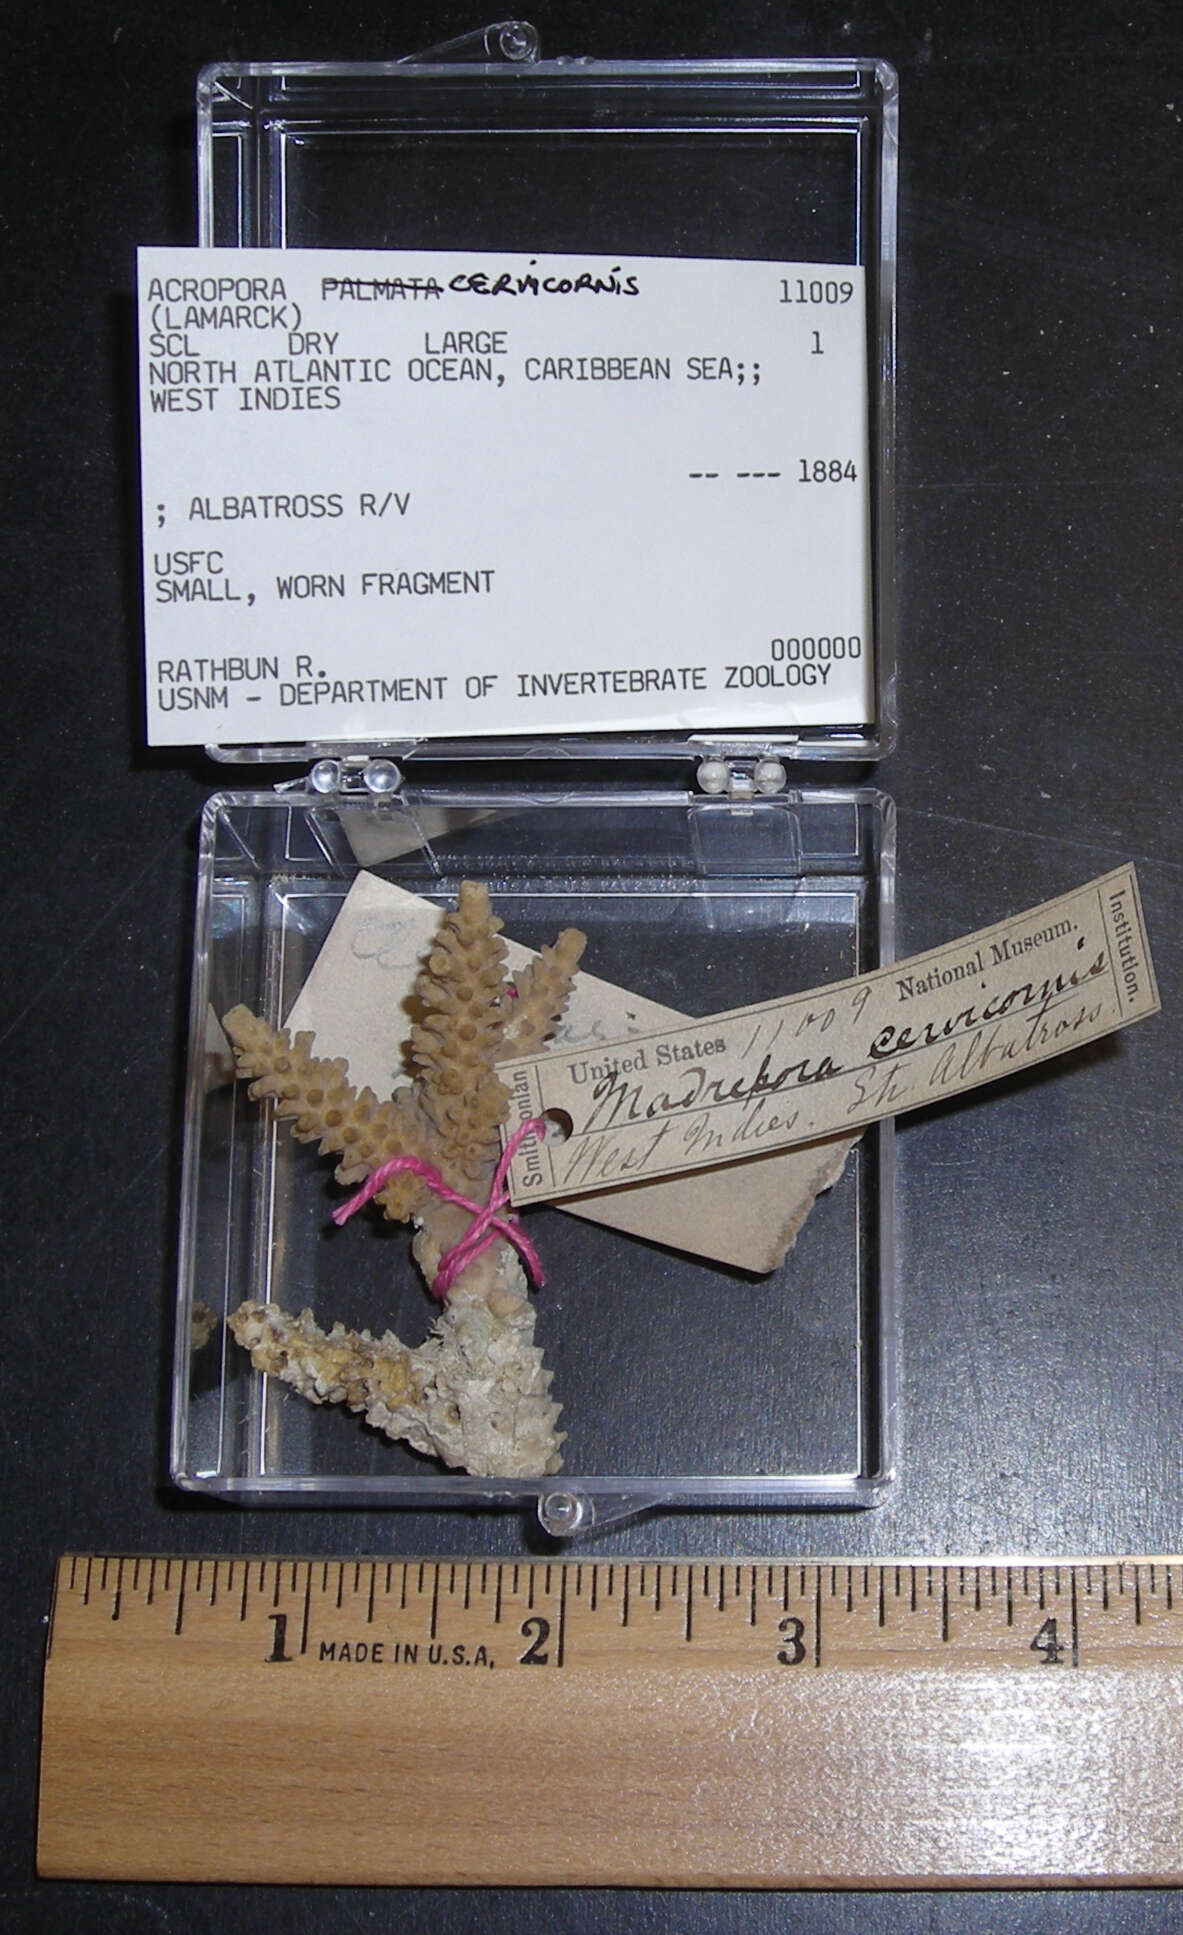 ACROPORA PALMATA CERVICORNIS 11009
(LAMARCK)
SCL DRY LARGE 1
NORTH ATLANTIC OCEAN, CARIBBEAN SEA;;
WEST INDIES
-- --- 1884
; ALBATROSS R/V
USFC
SMALL, WORN FRAGMENT
000000
RATHBUN R.
USNM - DEPARTMENT OF INVERTEBRATE ZOOLOGY
United States 11009 National Museum.
Madrepora cervicornis
West Indies. Str. Albatross.
Smithsonian
Institution.
1 MADE IN U.S.A. 2 3 4